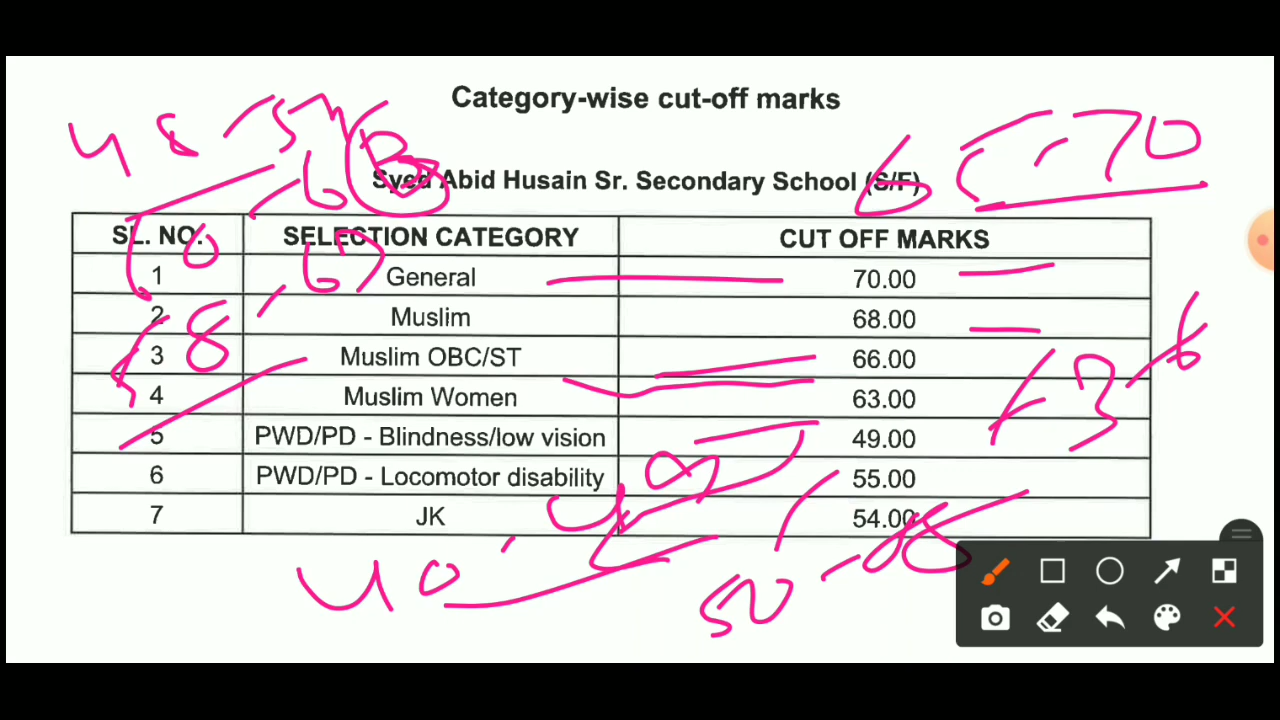 Category-wise cut-off marks
Syed Abid Husain Sr. Secondary School (S/F)
SL. NO. SELECTION CATEGORY CUT OFF MARKS
1 General 70.00
2 Muslim 68.00
3 Muslim OBC/ST 66.00
4 Muslim Women 63.00
5 PWD/PD - Blindness/low vision 49.00
6 PWD/PD - Locomotor disability 55.00
7 JK 54.00